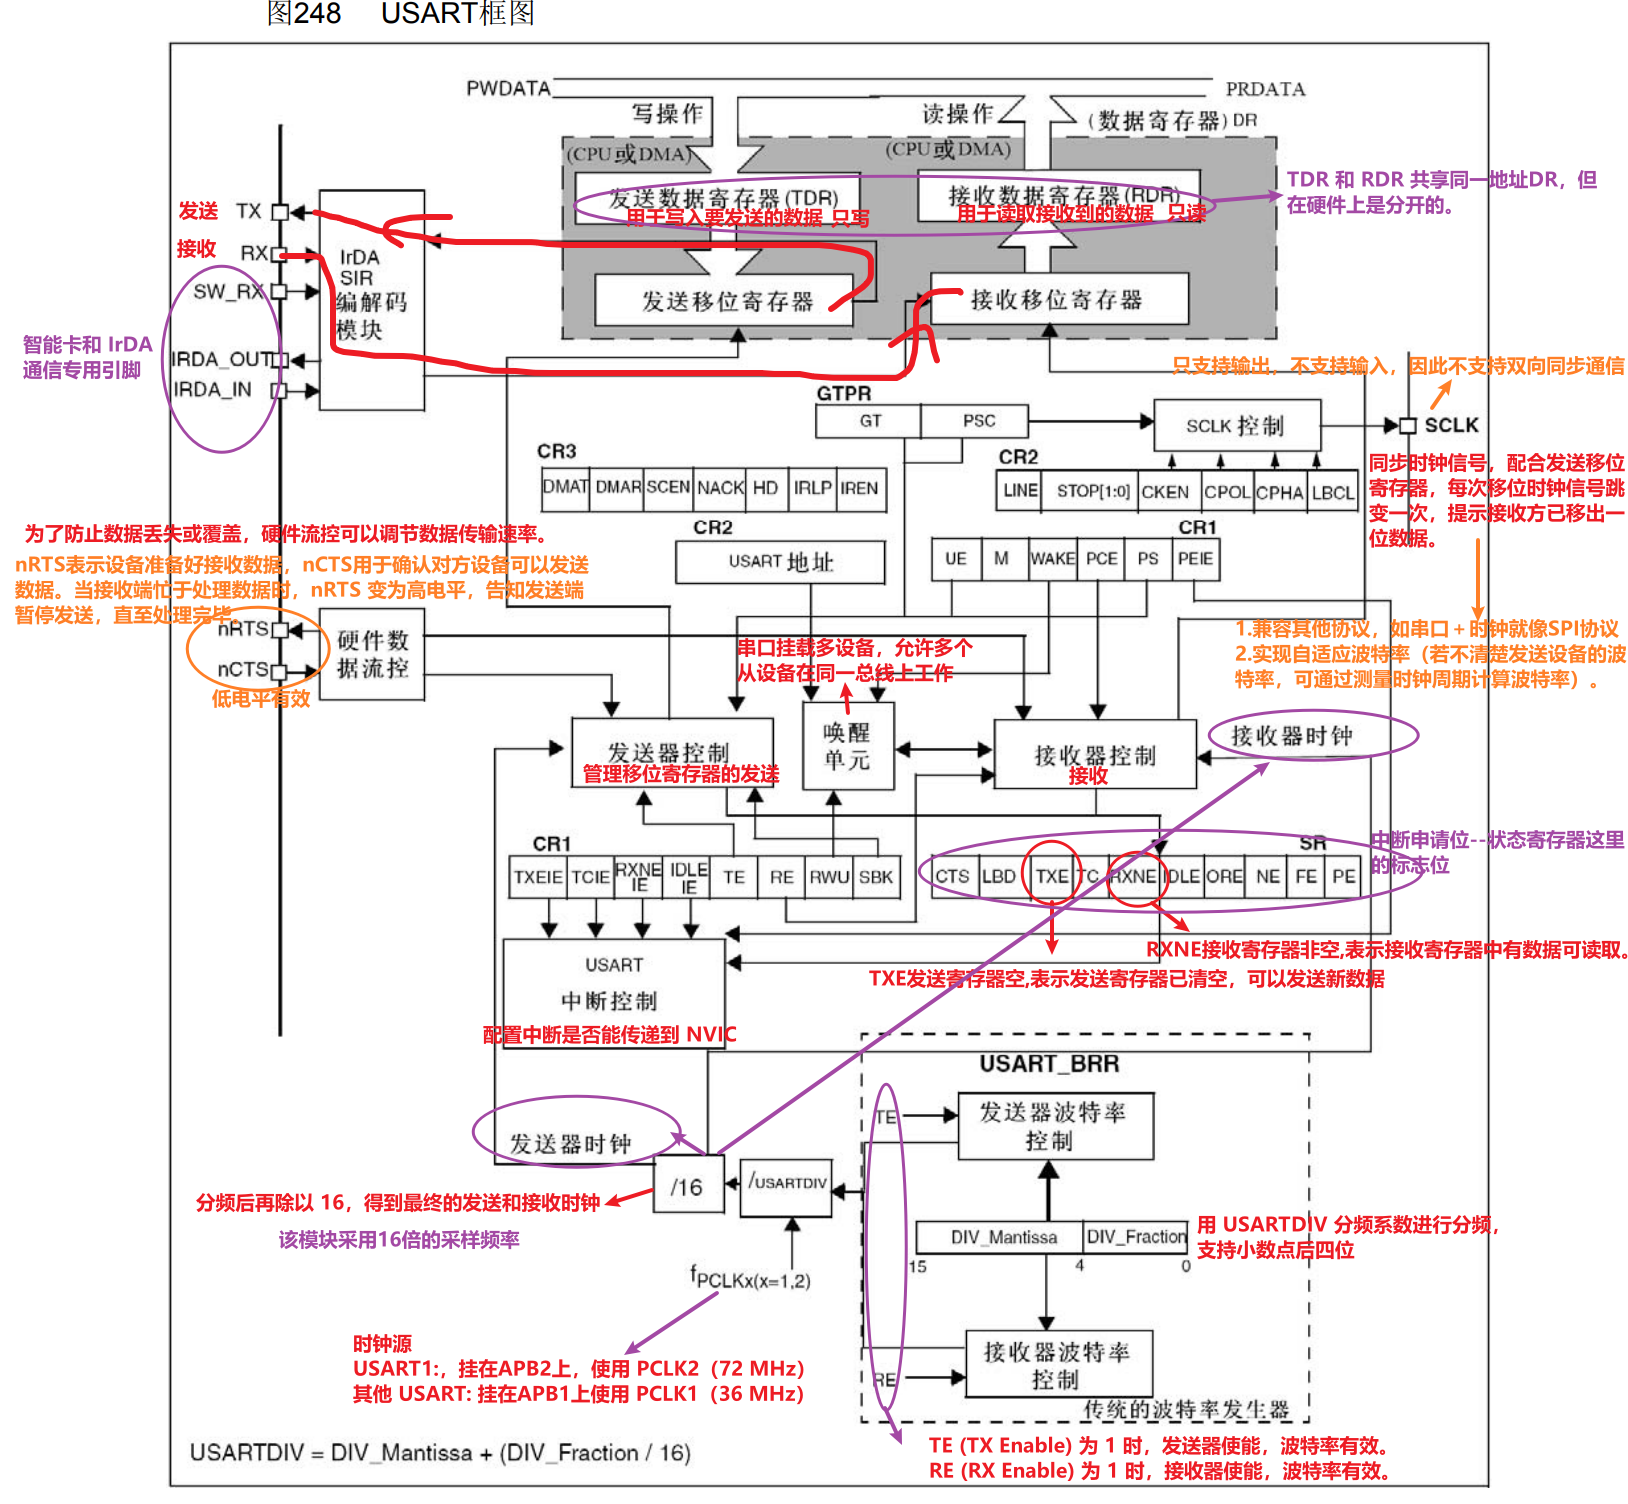 图248 USART框图
PWDATA
PRDATA
写操作
读操作
(数据寄存器) DR
(CPU或DMA)
(CPU或DMA)
发送数据寄存器(TDR)
用于写入要发送的数据 只写
接收数据寄存器(RDR)
用于读取接收到的数据 只读
TDR 和 RDR 共享同一地址DR，但
在硬件上是分开的。
发送
TX
接收
RX
SW_RX
IRDA_OUT
IRDA_IN
智能卡和 IrDA
通信专用引脚
IrDA
SIR
编解码
模块
发送移位寄存器
接收移位寄存器
只支持输出，不支持输入，因此不支持双向同步通信
GTPR
GT
PSC
SCLK 控制
SCLK
CR3
DMAT DMAR SCEN NACK HD IRLP IREN
CR2
LINE STOP[1:0] CKEN CPOL CPHA LBCL
同步时钟信号，配合发送移位
寄存器，每次移位时钟信号跳
变一次，提示接收方已移出一
位数据。
CR2
USART 地址
CR1
UE M WAKE PCE PS PEIE
为了防止数据丢失或覆盖，硬件流控可以调节数据传输速率。
nRTS表示设备准备好接收数据，nCTS用于确认对方设备可以发送
数据。当接收端忙于处理数据时，nRTS 变为高电平，告知发送端
暂停发送，直至处理完毕。
nRTS
nCTS
低电平有效
硬件数
据流控
1.兼容其他协议，如串口＋时钟就像SPI协议
2.实现自适应波特率（若不清楚发送设备的波
特率，可通过测量时钟周期计算波特率）。
串口挂载多设备，允许多个
从设备在同一总线上工作
发送器控制
管理移位寄存器的发送
唤醒
单元
接收器控制
接收
接收器时钟
CR1
TXEIE TCIE RXNE IE IDLE IE TE RE RWU SBK
SR
CTS LBD TXE TC RXNE IDLE ORE NE FE PE
中断申请位--状态寄存器这里
的标志位
RXNE接收寄存器非空,表示接收寄存器中有数据可读取。
TXE发送寄存器空,表示发送寄存器已清空，可以发送新数据
USART
中断控制
配置中断是否能传递到 NVIC
USART_BRR
TE
发送器波特率
控制
发送器时钟
/16
/USARTDIV
分频后再除以 16，得到最终的发送和接收时钟
该模块采用16倍的采样频率
DIV_Mantissa DIV_Fraction
15 4 0
用 USARTDIV 分频系数进行分频，
支持小数点后四位
fPCLKx(x=1,2)
时钟源
USART1:，挂在APB2上，使用 PCLK2（72 MHz）
其他 USART: 挂在APB1上使用 PCLK1（36 MHz）
RE
接收器波特率
控制
传统的波特率发生器
TE (TX Enable) 为 1 时，发送器使能，波特率有效。
RE (RX Enable) 为 1 时，接收器使能，波特率有效。
USARTDIV = DIV_Mantissa + (DIV_Fraction / 16)